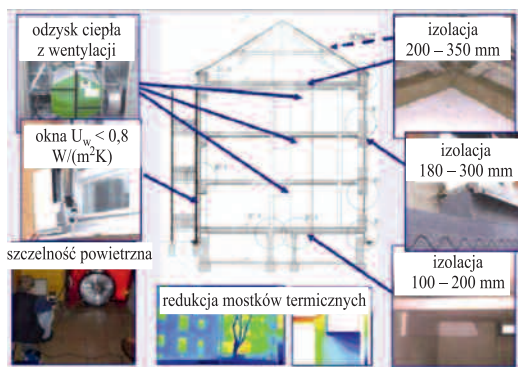 odzysk ciepła
z wentylacji
izolacja
200 – 350 mm
okna Uw < 0,8
W/(m²K)
izolacja
180 – 300 mm
szczelność powietrzna
izolacja
100 – 200 mm
redukcja mostków termicznych